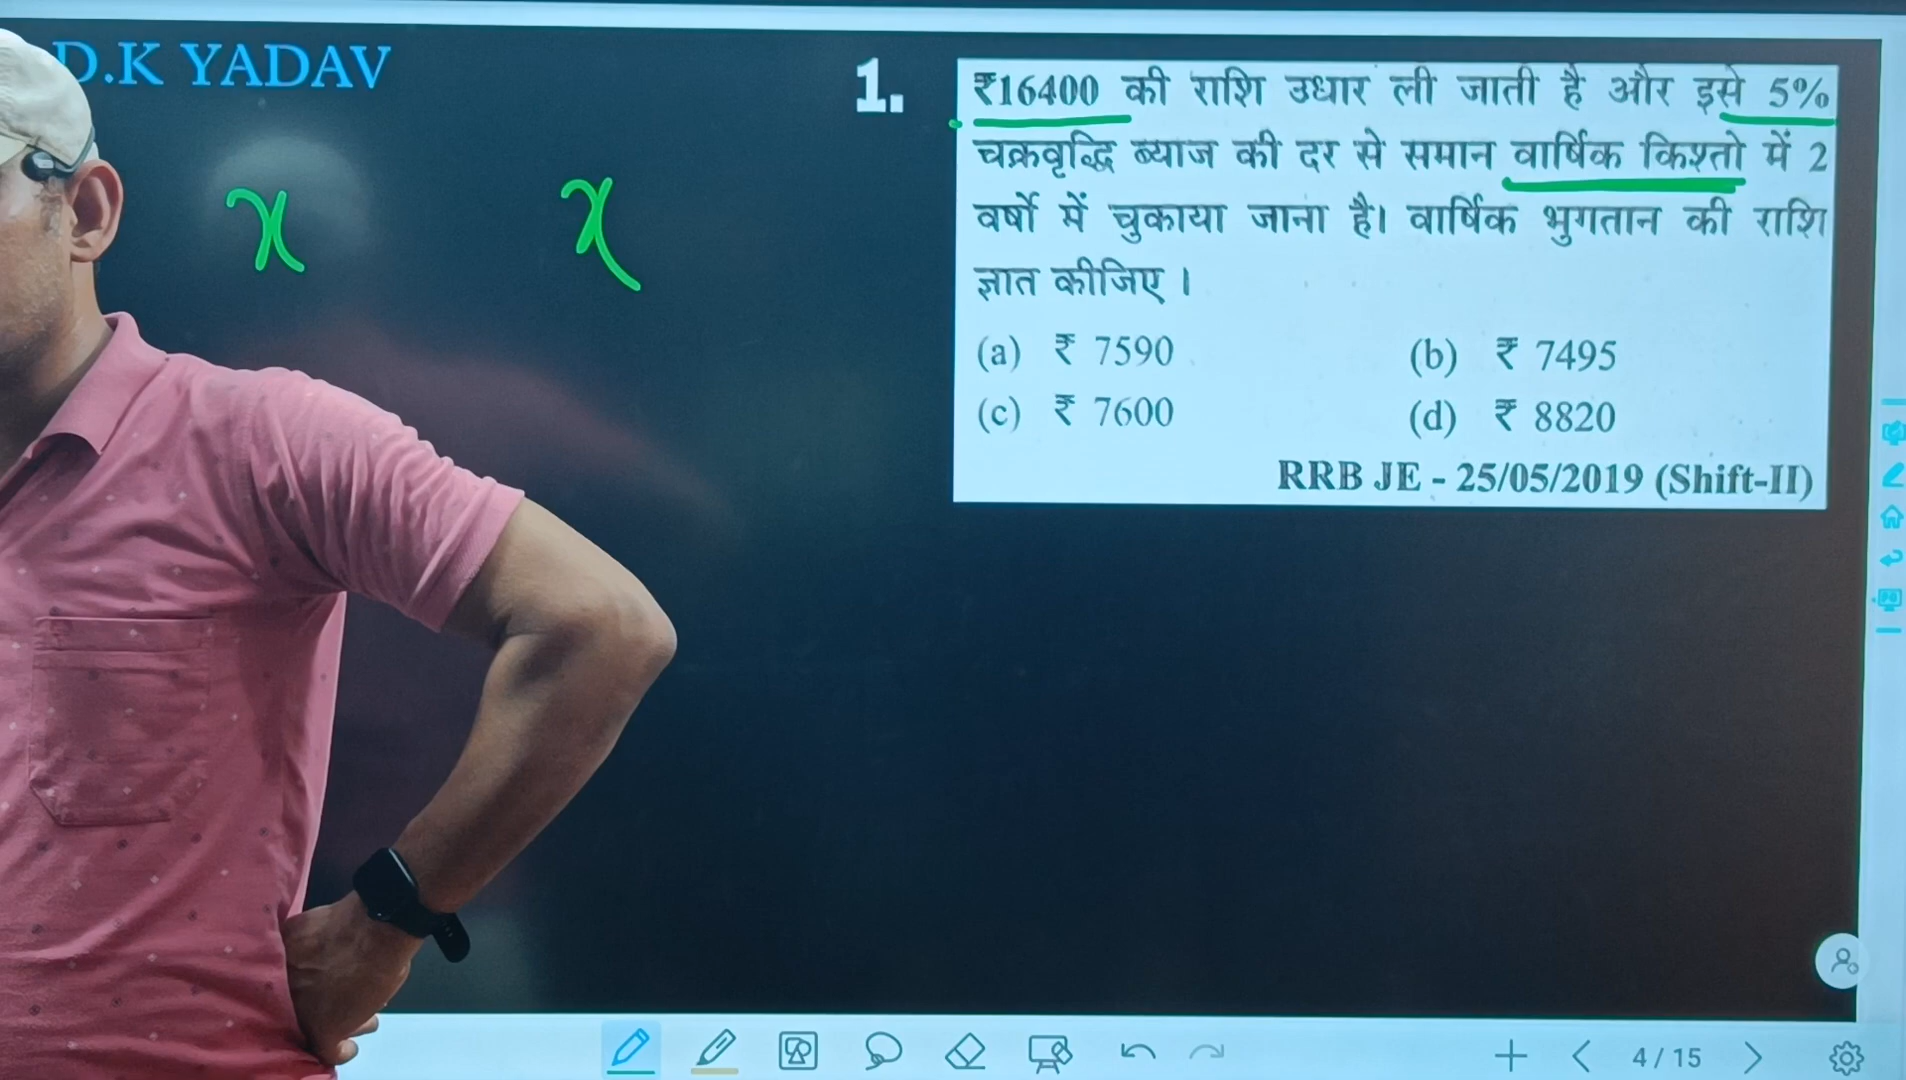 D.K YADAV
1. ₹16400 की राशि उधार ली जाती है और इसे 5%
चक्रवृद्धि ब्याज की दर से समान वार्षिक किश्तो में 2
वर्षो में चुकाया जाना है। वार्षिक भुगतान की राशि
ज्ञात कीजिए ।
(a) ₹ 7590 (b) ₹ 7495
(c) ₹ 7600 (d) ₹ 8820
RRB JE - 25/05/2019 (Shift-II)
x x
4 / 15